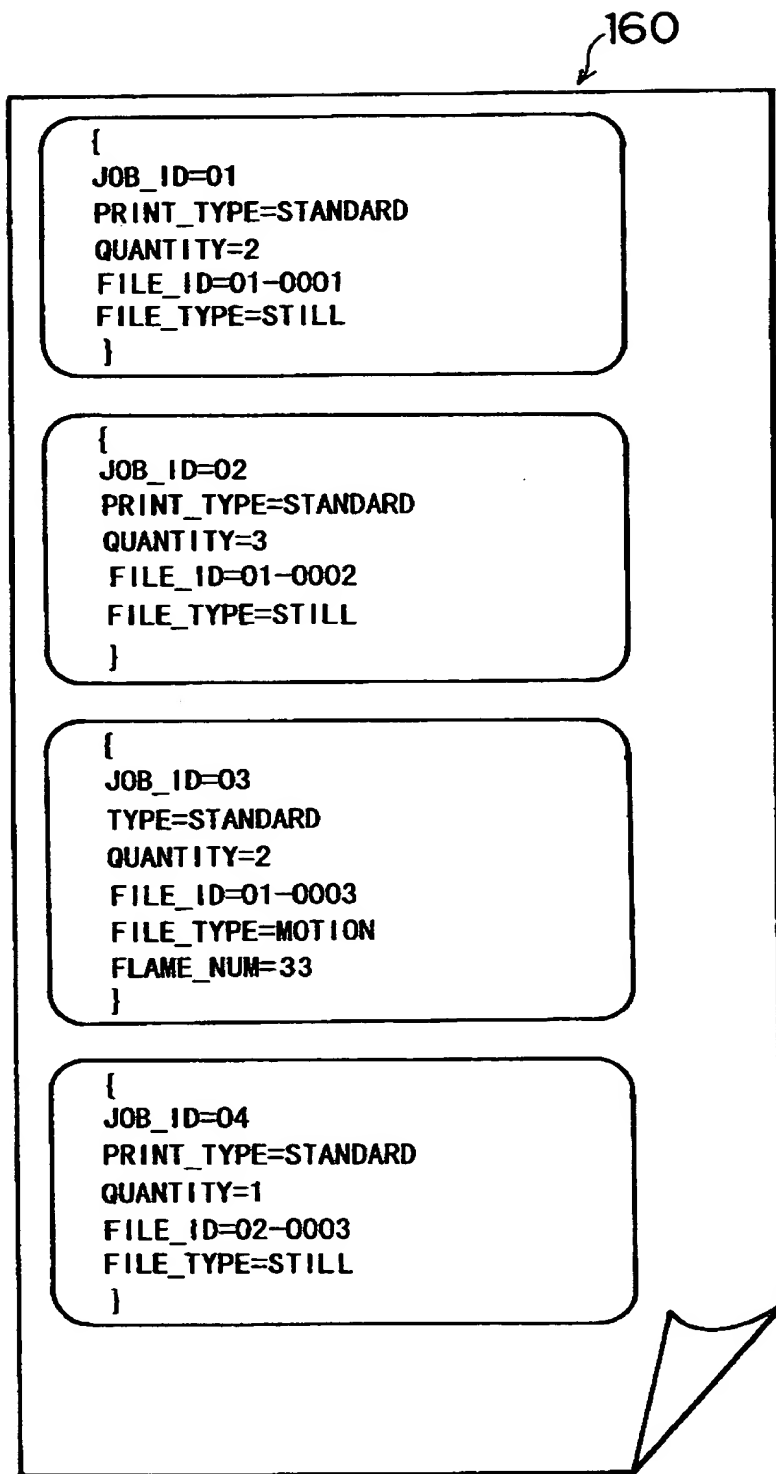 160
{
JOB_ID=01
PRINT_TYPE=STANDARD
QUANTITY=2
FILE_ID=01-0001
FILE_TYPE=STILL
}
{
JOB_ID=02
PRINT_TYPE=STANDARD
QUANTITY=3
FILE_ID=01-0002
FILE_TYPE=STILL
}
{
JOB_ID=03
TYPE=STANDARD
QUANTITY=2
FILE_ID=01-0003
FILE_TYPE=MOTION
FLAME_NUM=33
}
{
JOB_ID=04
PRINT_TYPE=STANDARD
QUANTITY=1
FILE_ID=02-0003
FILE_TYPE=STILL
}